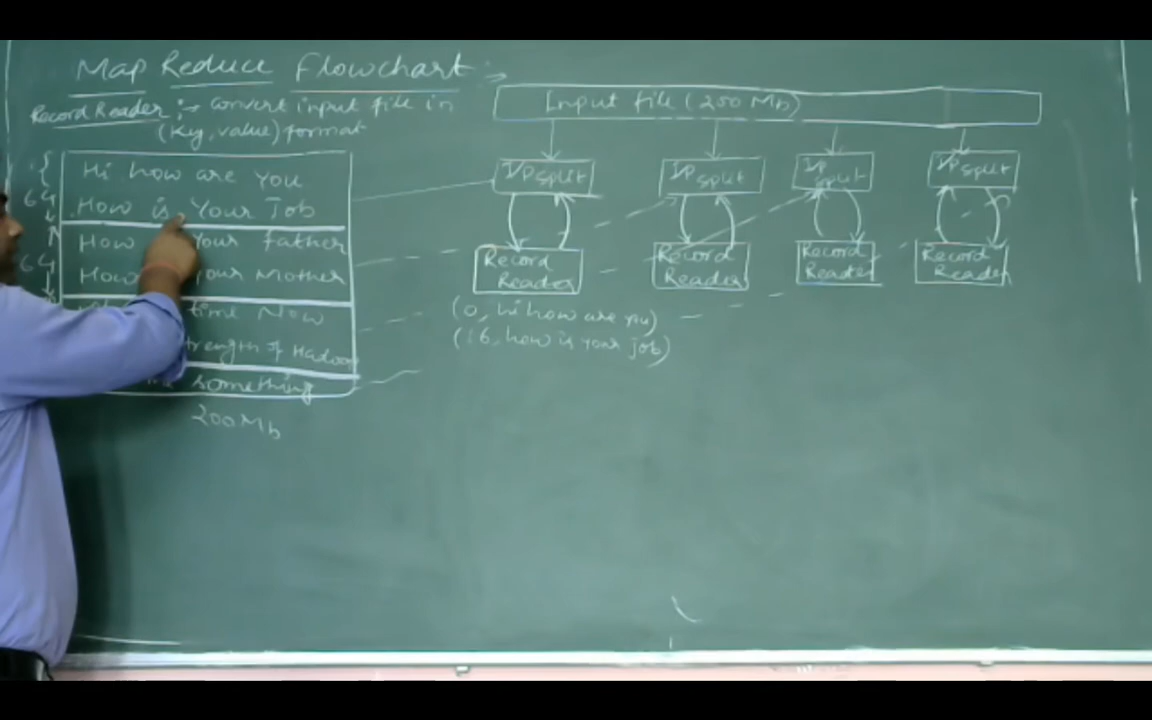 Map Reduce Flowchart :→
Record Reader :→ convert input file in
(Key, value) format
Hi how are you
How is Your Job
64
How Your father
How Your Mother
64
time Now
strength of Hadoop
something
200Mb
Input file (200 Mb)
I/P split
I/P split
I/P split
I/P split
Record Reader
Record Reader
Record Reader
Record Reader
(0, hi how are you)
(16, how is your job)